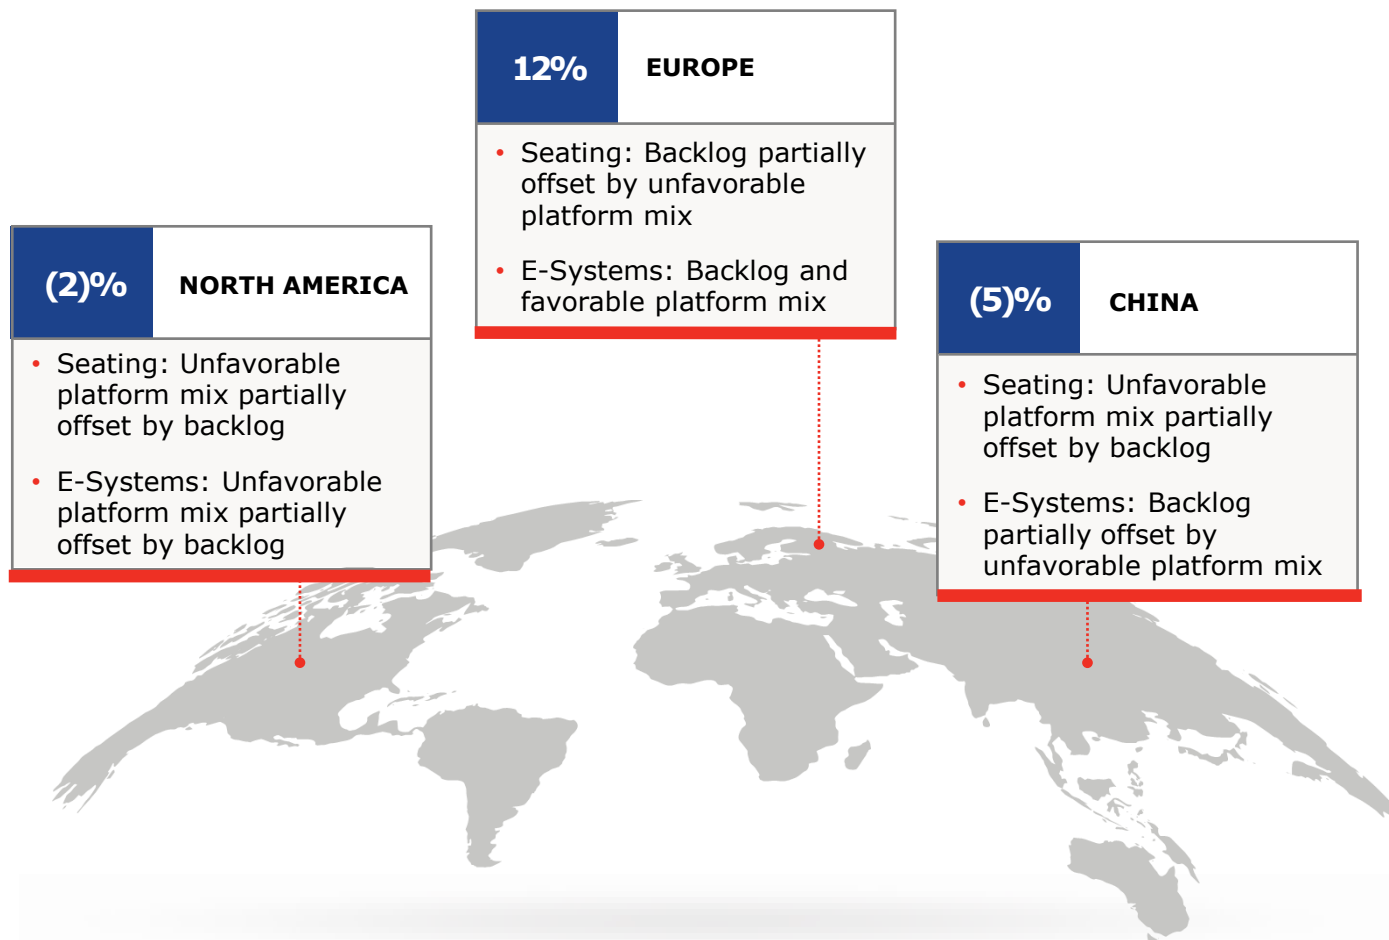 12%
EUROPE
• Seating: Backlog partially
offset by unfavorable
platform mix
• E-Systems: Backlog and
favorable platform mix
(2)%
NORTH AMERICA
• Seating: Unfavorable
platform mix partially
offset by backlog
• E-Systems: Unfavorable
platform mix partially
offset by backlog
(5)%
CHINA
• Seating: Unfavorable
platform mix partially
offset by backlog
• E-Systems: Backlog
partially offset by
unfavorable platform mix